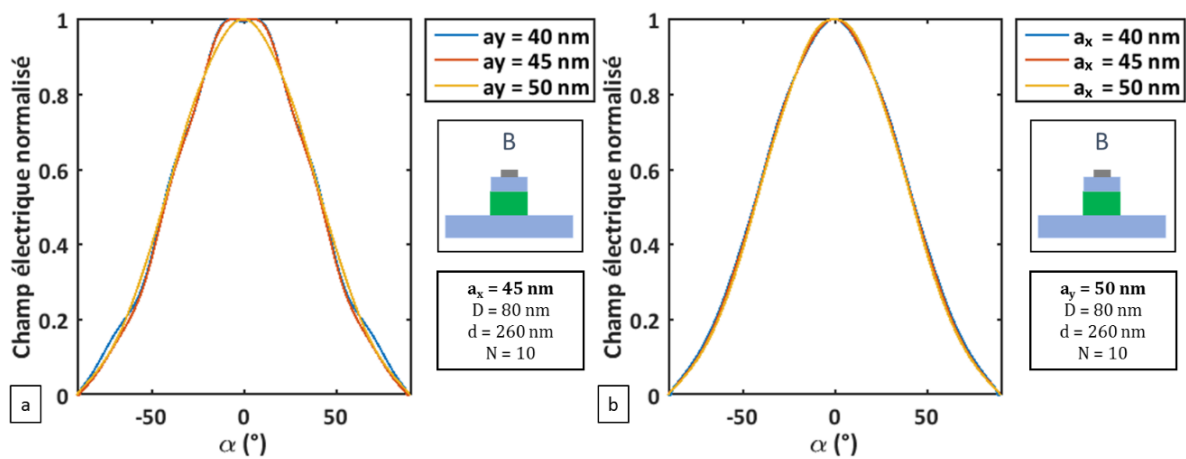 Champ électrique normalisé
1
0.8
0.6
0.4
0.2
0
-50
0
50
α (°)
a
ay = 40 nm
ay = 45 nm
ay = 50 nm
B
aₓ = 45 nm
D = 80 nm
d = 260 nm
N = 10
Champ électrique normalisé
1
0.8
0.6
0.4
0.2
0
-50
0
50
α (°)
b
aₓ = 40 nm
aₓ = 45 nm
aₓ = 50 nm
B
aᵧ = 50 nm
D = 80 nm
d = 260 nm
N = 10